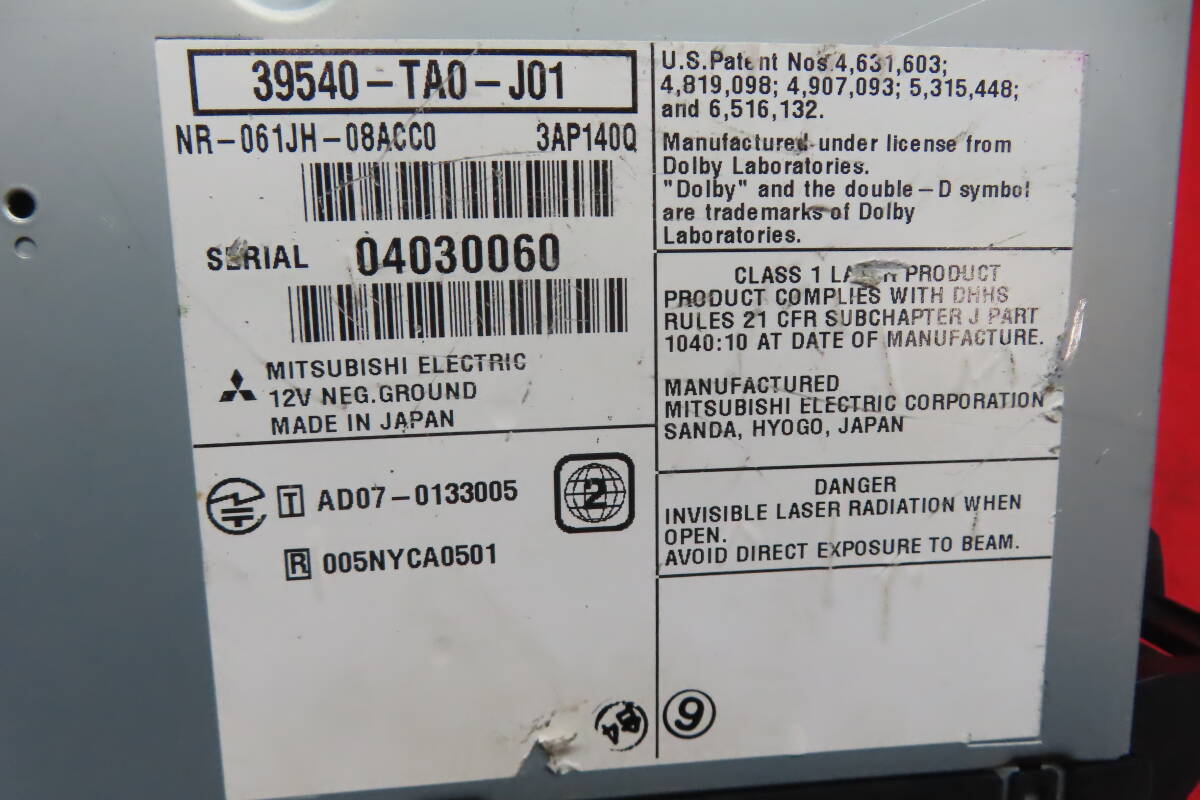 39540-TA0-J01
NR-061JH-08ACC0 3AP140Q
SERIAL 04030060
MITSUBISHI ELECTRIC
12V NEG.GROUND
MADE IN JAPAN
T AD07-0133005
2
R 005NYCA0501
U.S.Patent Nos.4,631,603;
4,819,098; 4,907,093; 5,315,448;
and 6,516,132.
Manufactured under license from
Dolby Laboratories.
"Dolby" and the double-D symbol
are trademarks of Dolby
Laboratories.
CLASS 1 LASER PRODUCT
PRODUCT COMPLIES WITH DHHS
RULES 21 CFR SUBCHAPTER J PART
1040:10 AT DATE OF MANUFACTURE.
MANUFACTURED
MITSUBISHI ELECTRIC CORPORATION
SANDA, HYOGO, JAPAN
DANGER
INVISIBLE LASER RADIATION WHEN
OPEN.
AVOID DIRECT EXPOSURE TO BEAM.
9